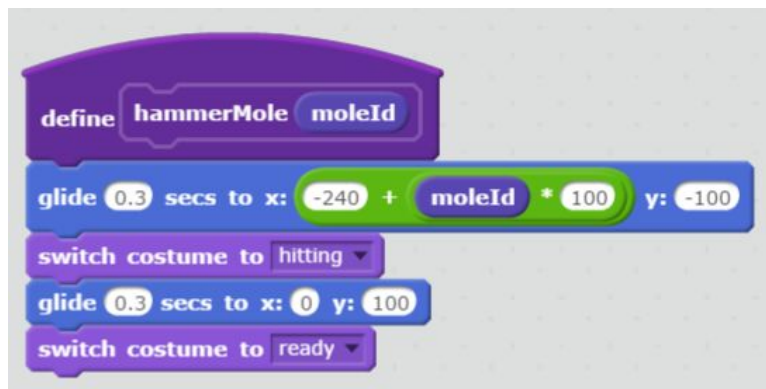 define hammerMole moleId
glide 0.3 secs to x: -240 + moleId * 100 y: -100
switch costume to hitting
glide 0.3 secs to x: 0 y: 100
switch costume to ready